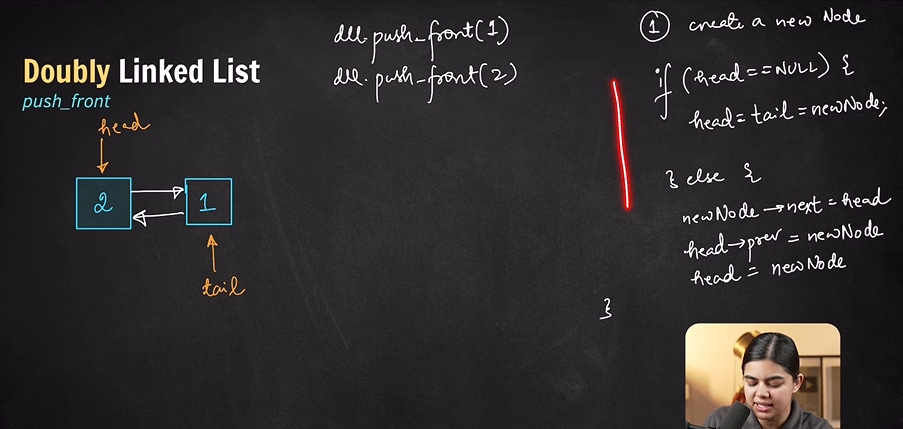 Doubly Linked List
push_front
head
2
1
tail
dll.push_front(1)
dll.push_front(2)
1 create a new Node
if (head==NULL) {
head=tail=newNode;
} else {
newNode→next=head
head→prev=newNode
head=newNode
}